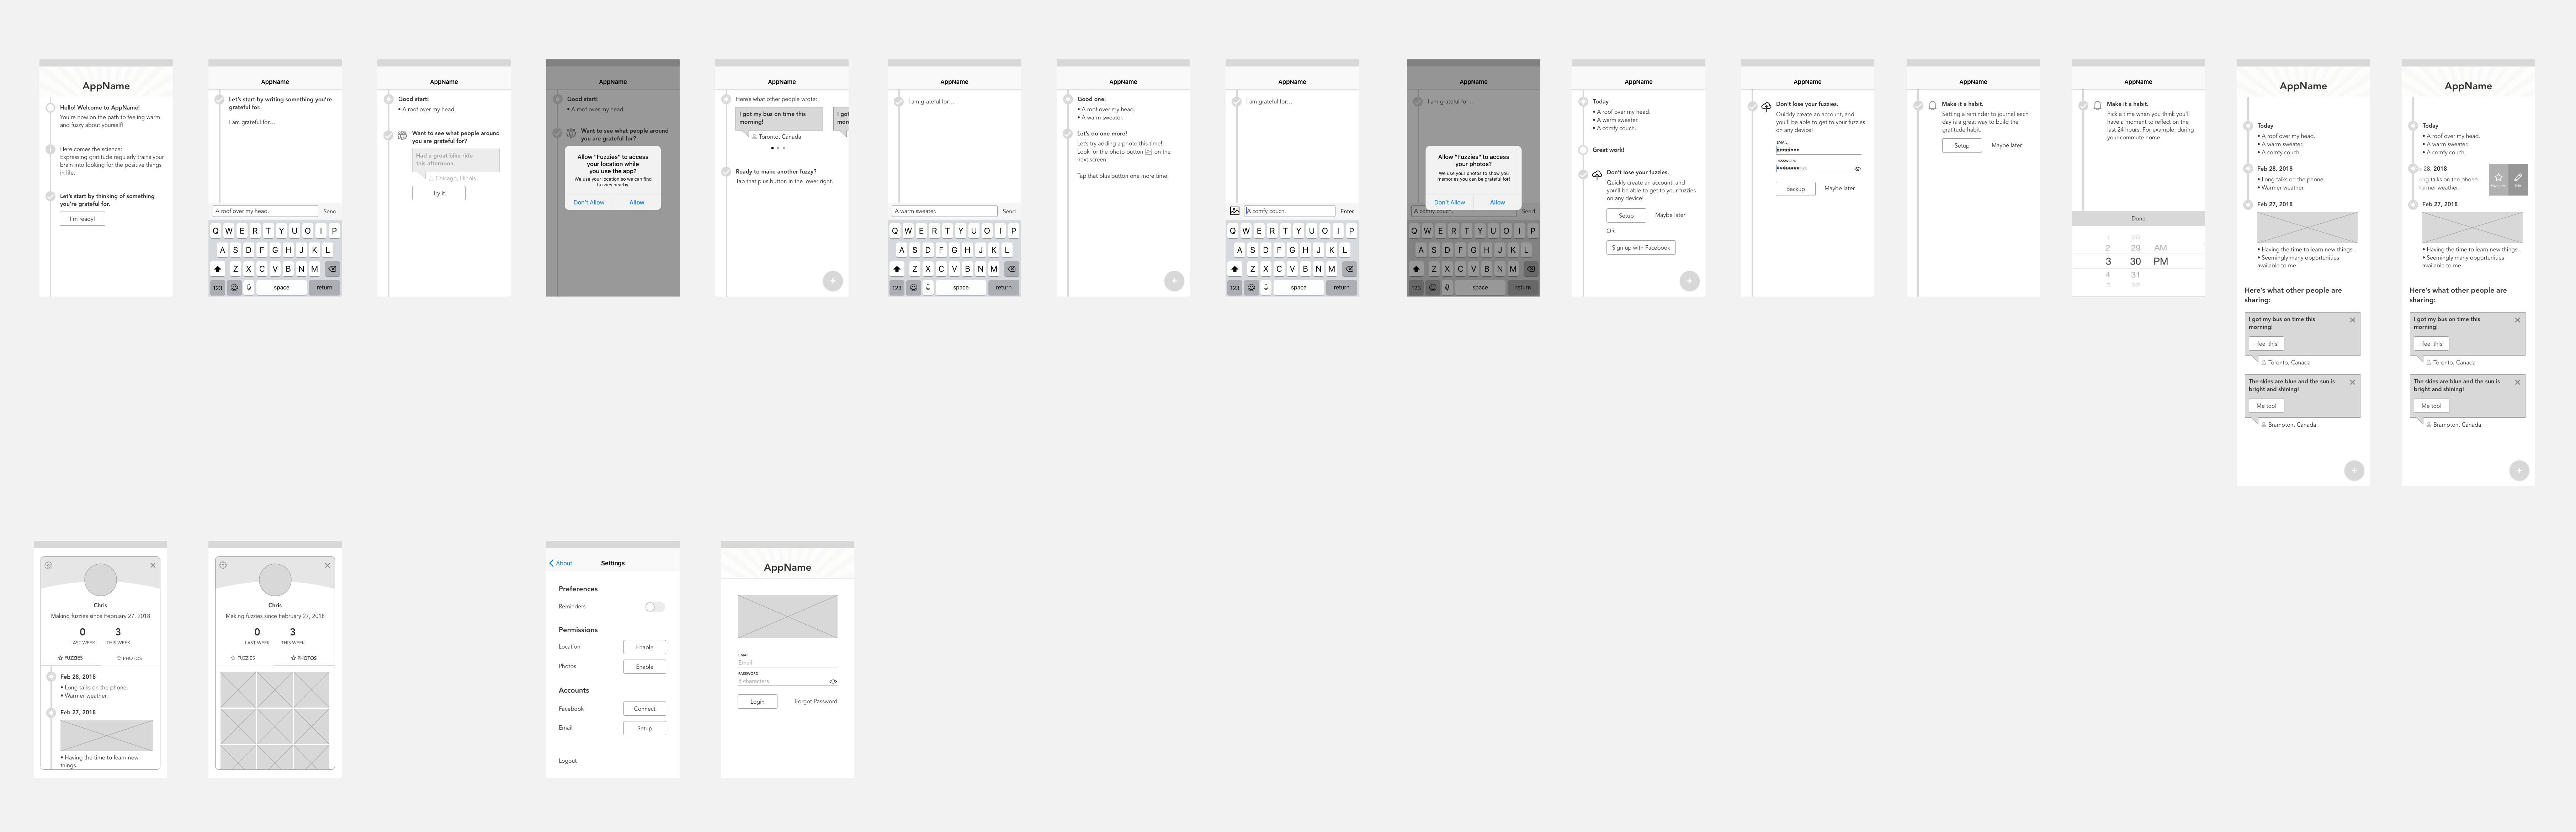 AppName
Hello! Welcome to AppName!
You're now on the path to feeling warm
and fuzzy about yourself!
Here comes the science:
Expressing gratitude regularly trains your
brain into looking for the positive things
in life.
Let's start by thinking of something
you're grateful for.
I'm ready!
AppName
Let's start by writing something you're
grateful for.
I am grateful for...
A roof over my head.
Send
Q W E R T Y U O I P
A S D F G H J K L
Z X C V B N M
123
space
return
AppName
Good start!
• A roof over my head.
Want to see what people around
you are grateful for?
Had a great bike ride
this afternoon.
Chicago, Illinois
Try it
AppName
Good start!
• A roof over my head.
Want to see what people around
you are grateful for?
Allow "Fuzzies" to access
your location while
you use the app?
We use your location so we can find
fuzzies nearby.
Don't Allow
Allow
AppName
Here's what other people wrote:
I got my bus on time this
morning!
I got
mor
Toronto, Canada
Ready to make another fuzzy?
Tap that plus button in the lower right.
+
AppName
I am grateful for...
A warm sweater.
Send
Q W E R T Y U O I P
A S D F G H J K L
Z X C V B N M
123
space
return
AppName
Good one!
• A roof over my head.
• A warm sweater.
Let's do one more!
Let's try adding a photo this time!
Look for the photo button on the
next screen.
Tap that plus button one more time!
+
AppName
I am grateful for...
A comfy couch.
Enter
Q W E R T Y U O I P
A S D F G H J K L
Z X C V B N M
123
space
return
AppName
I am grateful for...
Allow "Fuzzies" to access
your photos?
We use your photos to show you
memories you can be grateful for!
Don't Allow
Allow
A comfy couch.
Send
Q W E R T Y U O I P
A S D F G H J K L
Z X C V B N M
123
space
return
AppName
Today
• A roof over my head.
• A warm sweater.
• A comfy couch.
Great work!
Don't lose your fuzzies.
Quickly create an account, and
you'll be able to get to your fuzzies
on any device!
Setup
Maybe later
OR
Sign up with Facebook
+
AppName
Don't lose your fuzzies.
Quickly create an account, and
you'll be able to get to your fuzzies
on any device!
EMAIL
PASSWORD
Backup
Maybe later
AppName
Make it a habit.
Setting a reminder to journal each
day is a great way to build the
gratitude habit.
Setup
Maybe later
AppName
Make it a habit.
Pick a time when you think you'll
have a moment to reflect on the
last 24 hours. For example, during
your commute home.
Done
1 28
2 29 AM
3 30 PM
4 31
5 32
AppName
Today
• A roof over my head.
• A warm sweater.
• A comfy couch.
Feb 28, 2018
• Long talks on the phone.
• Warmer weather.
Feb 27, 2018
• Having the time to learn new things.
• Seemingly many opportunities
available to me.
Here's what other people are
sharing:
I got my bus on time this
morning!
I feel this!
Toronto, Canada
The skies are blue and the sun is
bright and shining!
Me too!
Brampton, Canada
+
AppName
Today
• A roof over my head.
• A warm sweater.
• A comfy couch.
28, 2018
ng talks on the phone.
rmer weather.
Edit
Feb 27, 2018
• Having the time to learn new things.
• Seemingly many opportunities
available to me.
Here's what other people are
sharing:
I got my bus on time this
morning!
I feel this!
Toronto, Canada
The skies are blue and the sun is
bright and shining!
Me too!
Brampton, Canada
+
Chris
Making fuzzies since February 27, 2018
0 3
LAST WEEK THIS WEEK
FUZZIES PHOTOS
Feb 28, 2018
• Long talks on the phone.
• Warmer weather.
Feb 27, 2018
• Having the time to learn new
things.
Chris
Making fuzzies since February 27, 2018
0 3
LAST WEEK THIS WEEK
FUZZIES PHOTOS
About
Settings
Preferences
Reminders
Permissions
Location
Enable
Photos
Enable
Accounts
Facebook
Connect
Email
Setup
Logout
AppName
EMAIL
Email
PASSWORD
8 characters
Login
Forgot Password